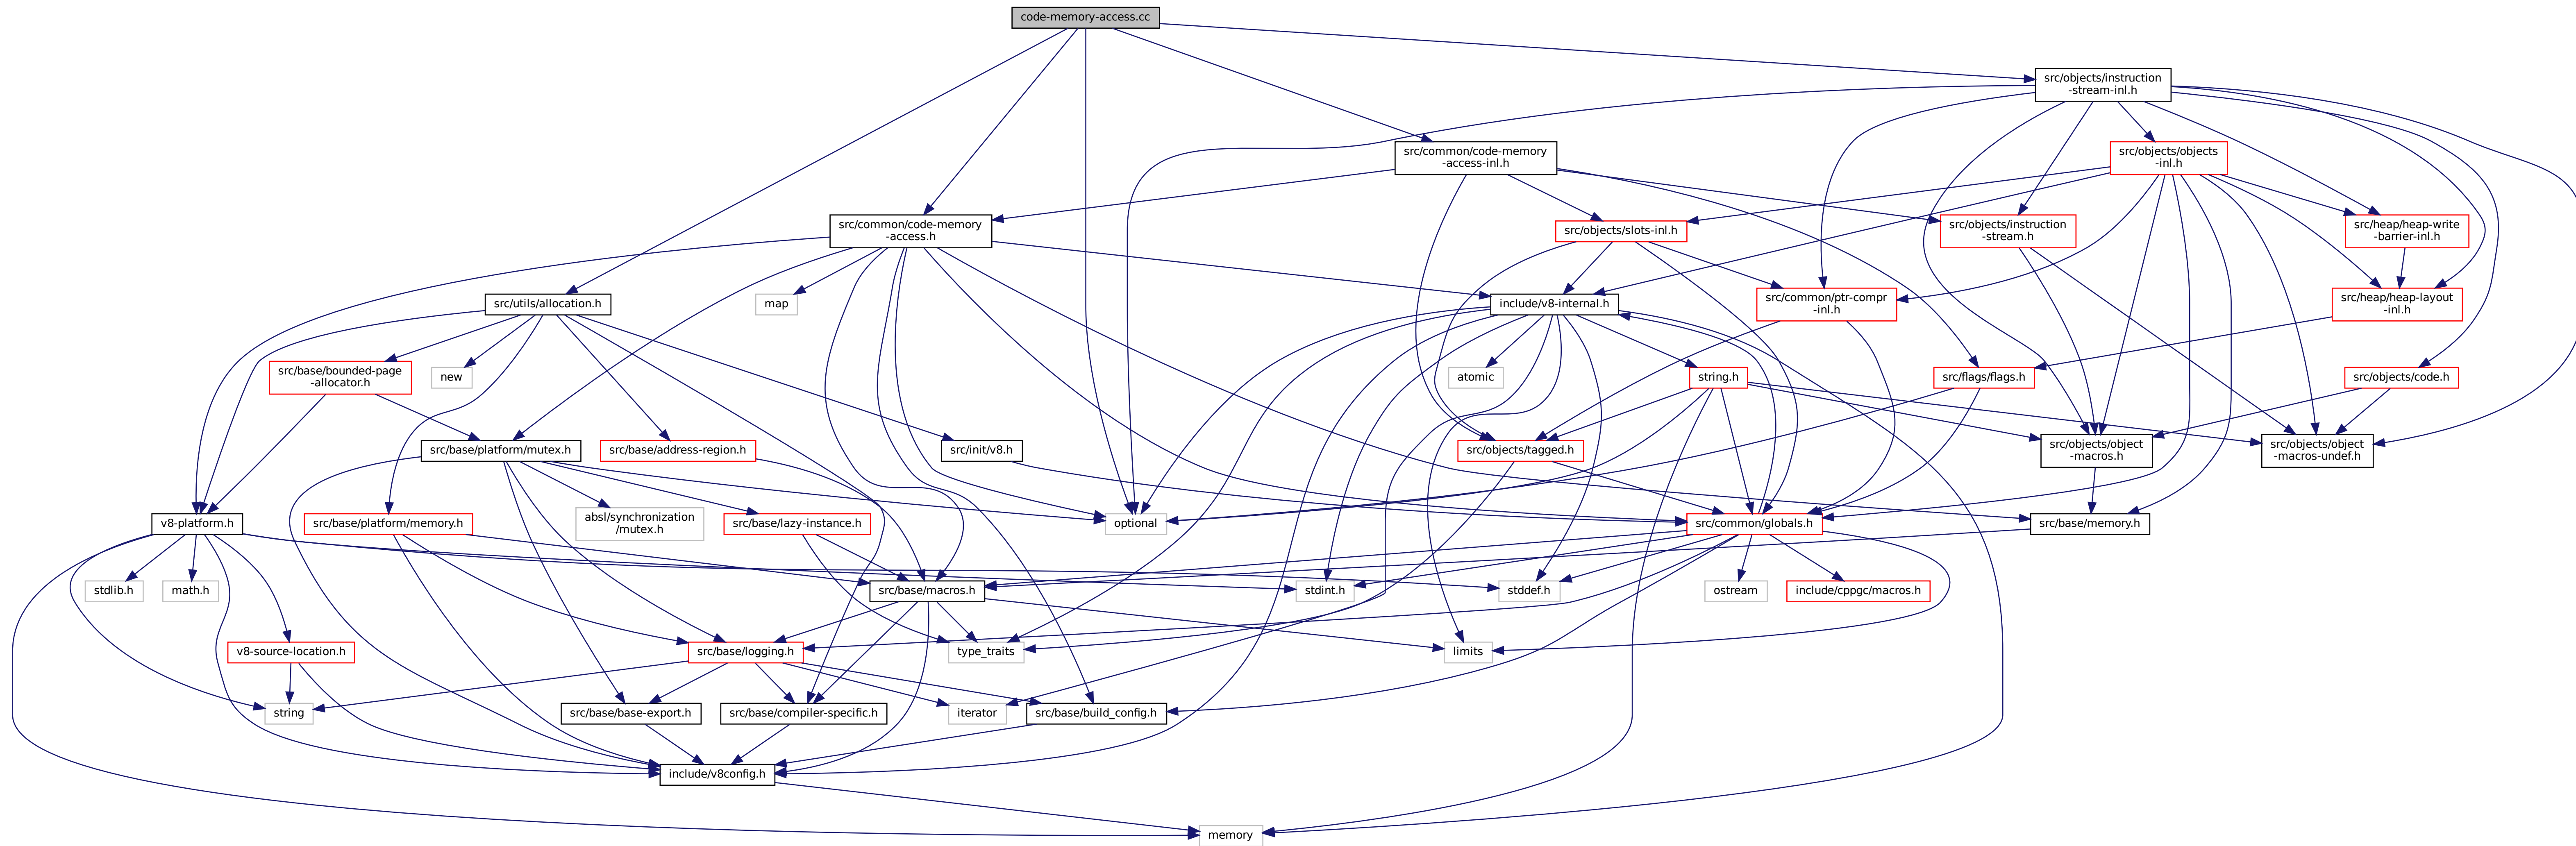 code-memory-access.cc
src/objects/instruction
-stream-inl.h
src/common/code-memory
-access-inl.h
src/objects/objects
-inl.h
src/common/code-memory
-access.h
src/objects/slots-inl.h
src/objects/instruction
-stream.h
src/heap/heap-write
-barrier-inl.h
src/utils/allocation.h
map
include/v8-internal.h
src/common/ptr-compr
-inl.h
src/heap/heap-layout
-inl.h
src/base/bounded-page
-allocator.h
new
atomic
string.h
src/flags/flags.h
src/objects/code.h
src/base/platform/mutex.h
src/base/address-region.h
src/init/v8.h
src/objects/tagged.h
src/objects/object
-macros.h
src/objects/object
-macros-undef.h
v8-platform.h
src/base/platform/memory.h
absl/synchronization
/mutex.h
src/base/lazy-instance.h
optional
src/common/globals.h
src/base/memory.h
stdlib.h
math.h
src/base/macros.h
stdint.h
stddef.h
ostream
include/cppgc/macros.h
v8-source-location.h
src/base/logging.h
type_traits
limits
string
src/base/base-export.h
src/base/compiler-specific.h
iterator
src/base/build_config.h
include/v8config.h
memory